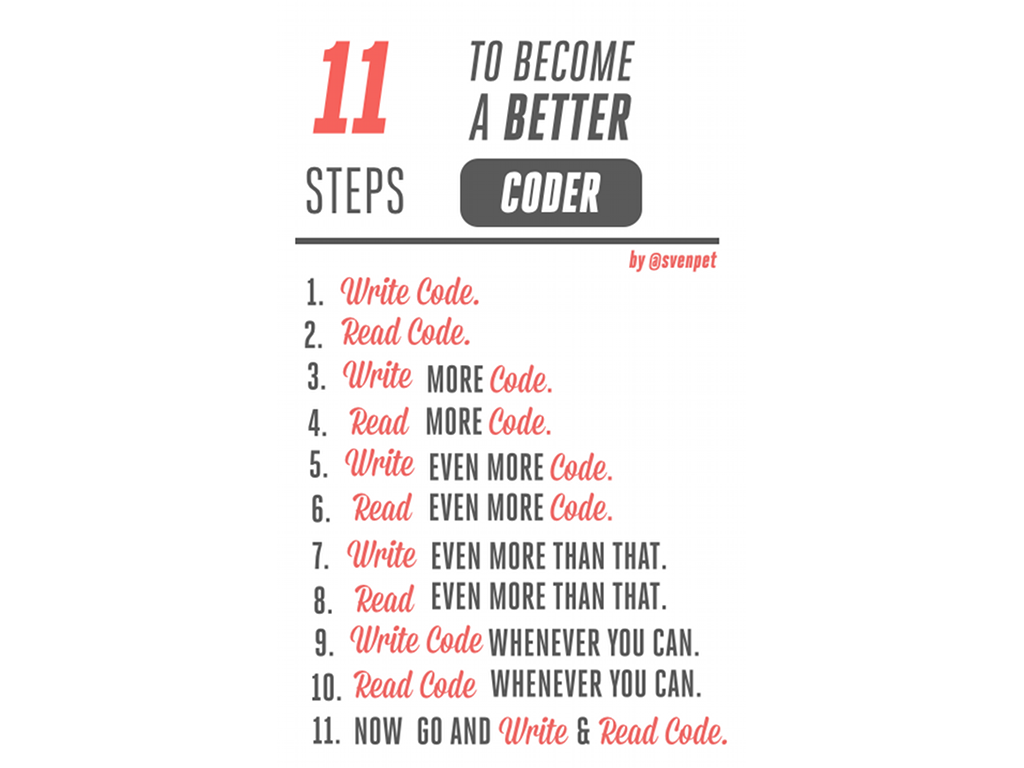 11 STEPS
TO BECOME
A BETTER
CODER
by @svenpet
1. Write Code.
2. Read Code.
3. Write MORE Code.
4. Read MORE Code.
5. Write EVEN MORE Code.
6. Read EVEN MORE Code.
7. Write EVEN MORE THAN THAT.
8. Read EVEN MORE THAN THAT.
9. Write Code WHENEVER YOU CAN.
10. Read Code WHENEVER YOU CAN.
11. NOW GO AND Write & Read Code.